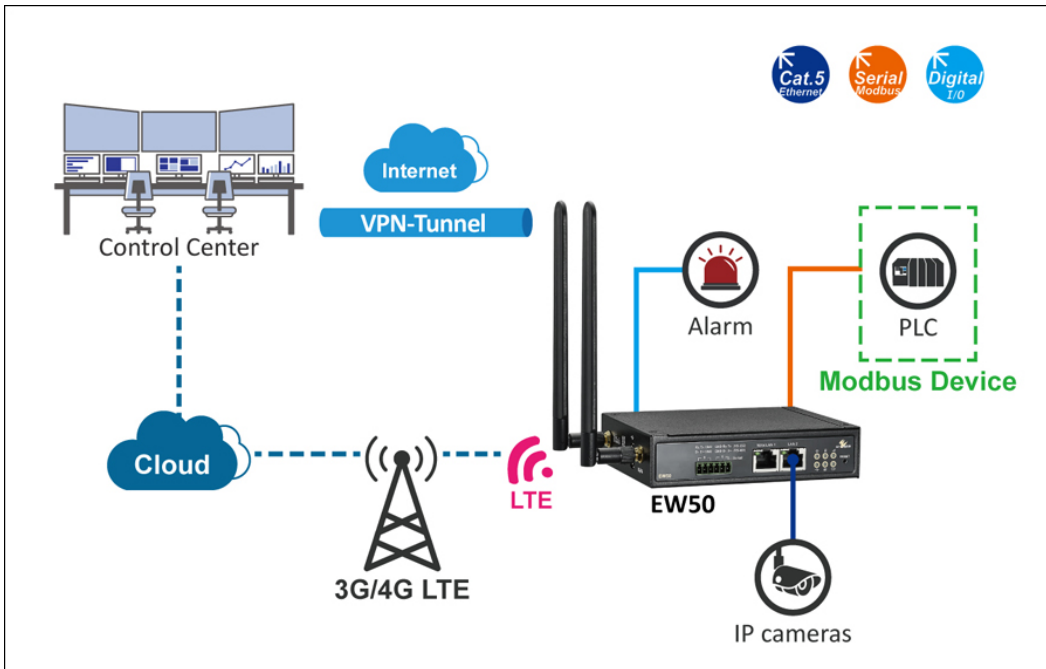 Cat.5
Ethernet
Serial
Modbus
Digital
I/O
Internet
VPN-Tunnel
Control Center
Alarm
PLC
Modbus Device
Cloud
LTE
EW50
3G/4G LTE
IP cameras